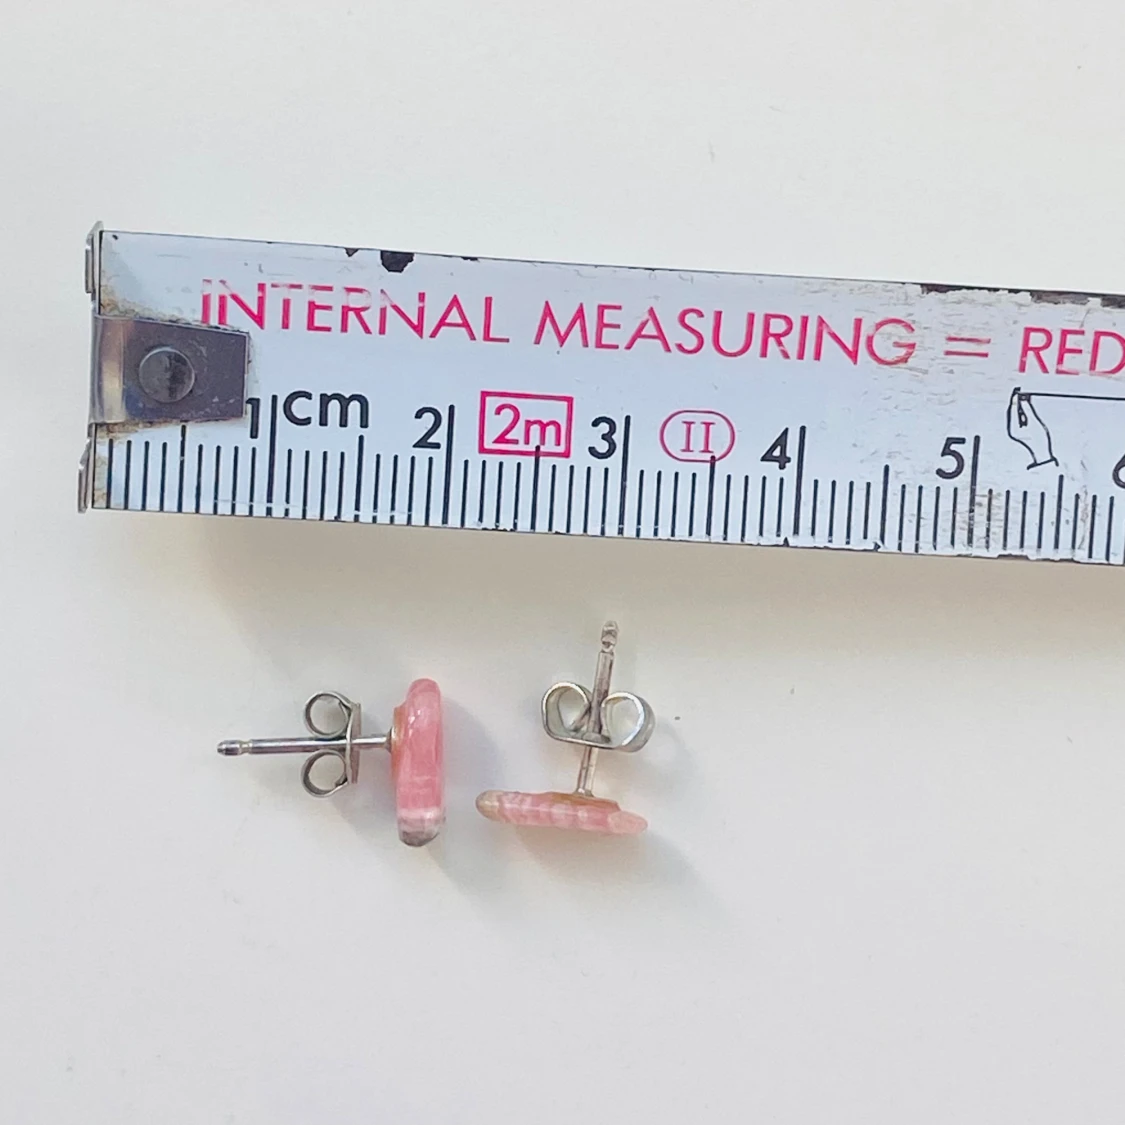 INTERNAL MEASURING = RED
1 cm 2 2m 3 II 4 5